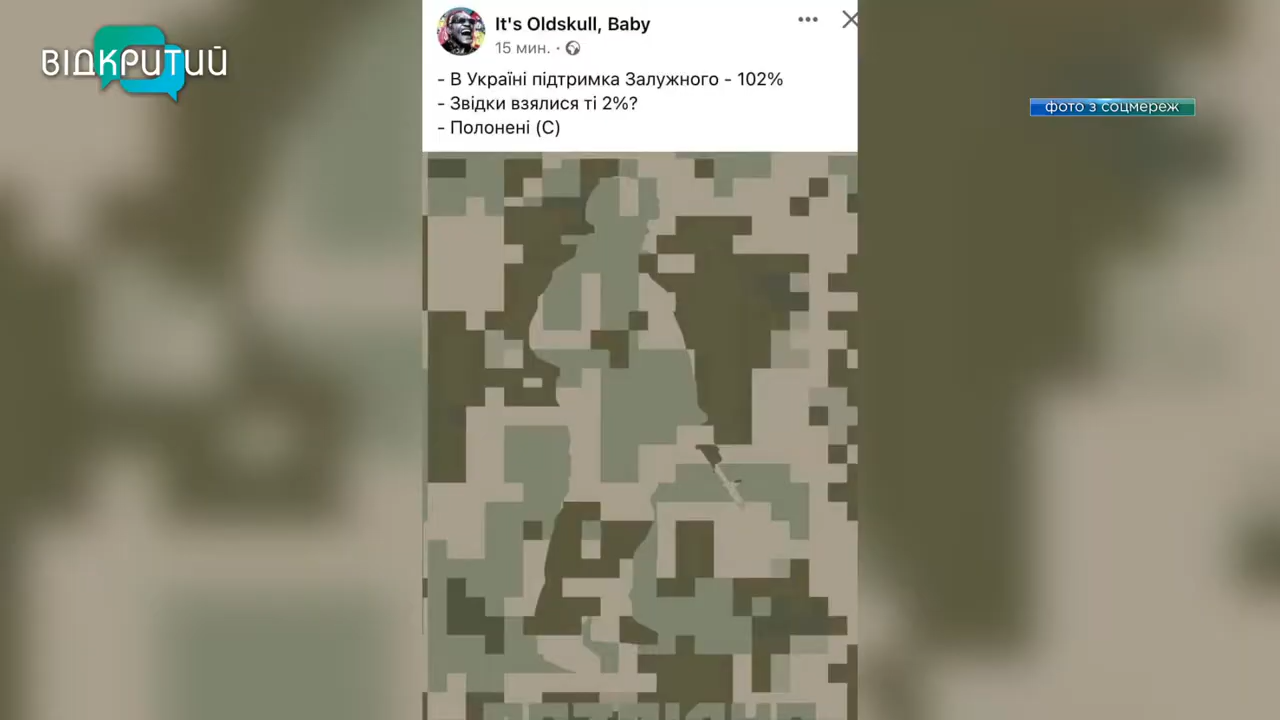 ВІДКРИТИЙ
It's Oldskull, Baby
15 мин. ·
фото з соцмереж
- В Україні підтримка Залужного - 102%
- Звідки взялися ті 2%?
- Полонені (С)